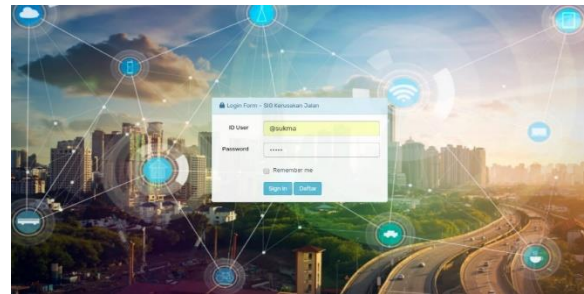 Login Form - SIG Kerusakan Jalan
ID User @sukma
Password •••••
Remember me
Sign In Daftar